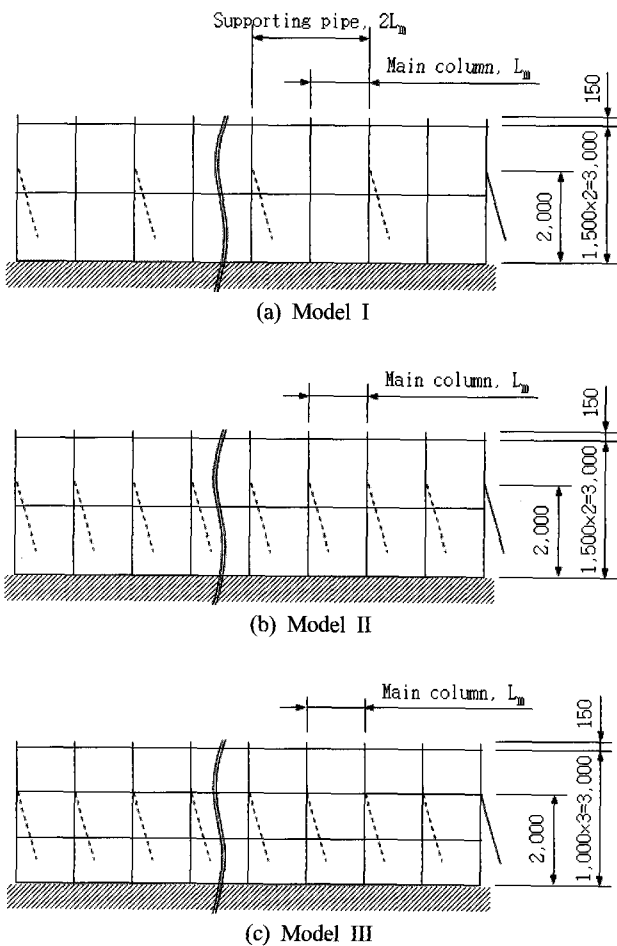 Supporting pipe, 2Lm
Main column, Lm
150
2,000
1,500×2=3,000
(a) Model I
Main column, Lm
150
2,000
1,500×2=3,000
(b) Model II
Main column, Lm
150
2,000
1,000×3=3,000
(c) Model III